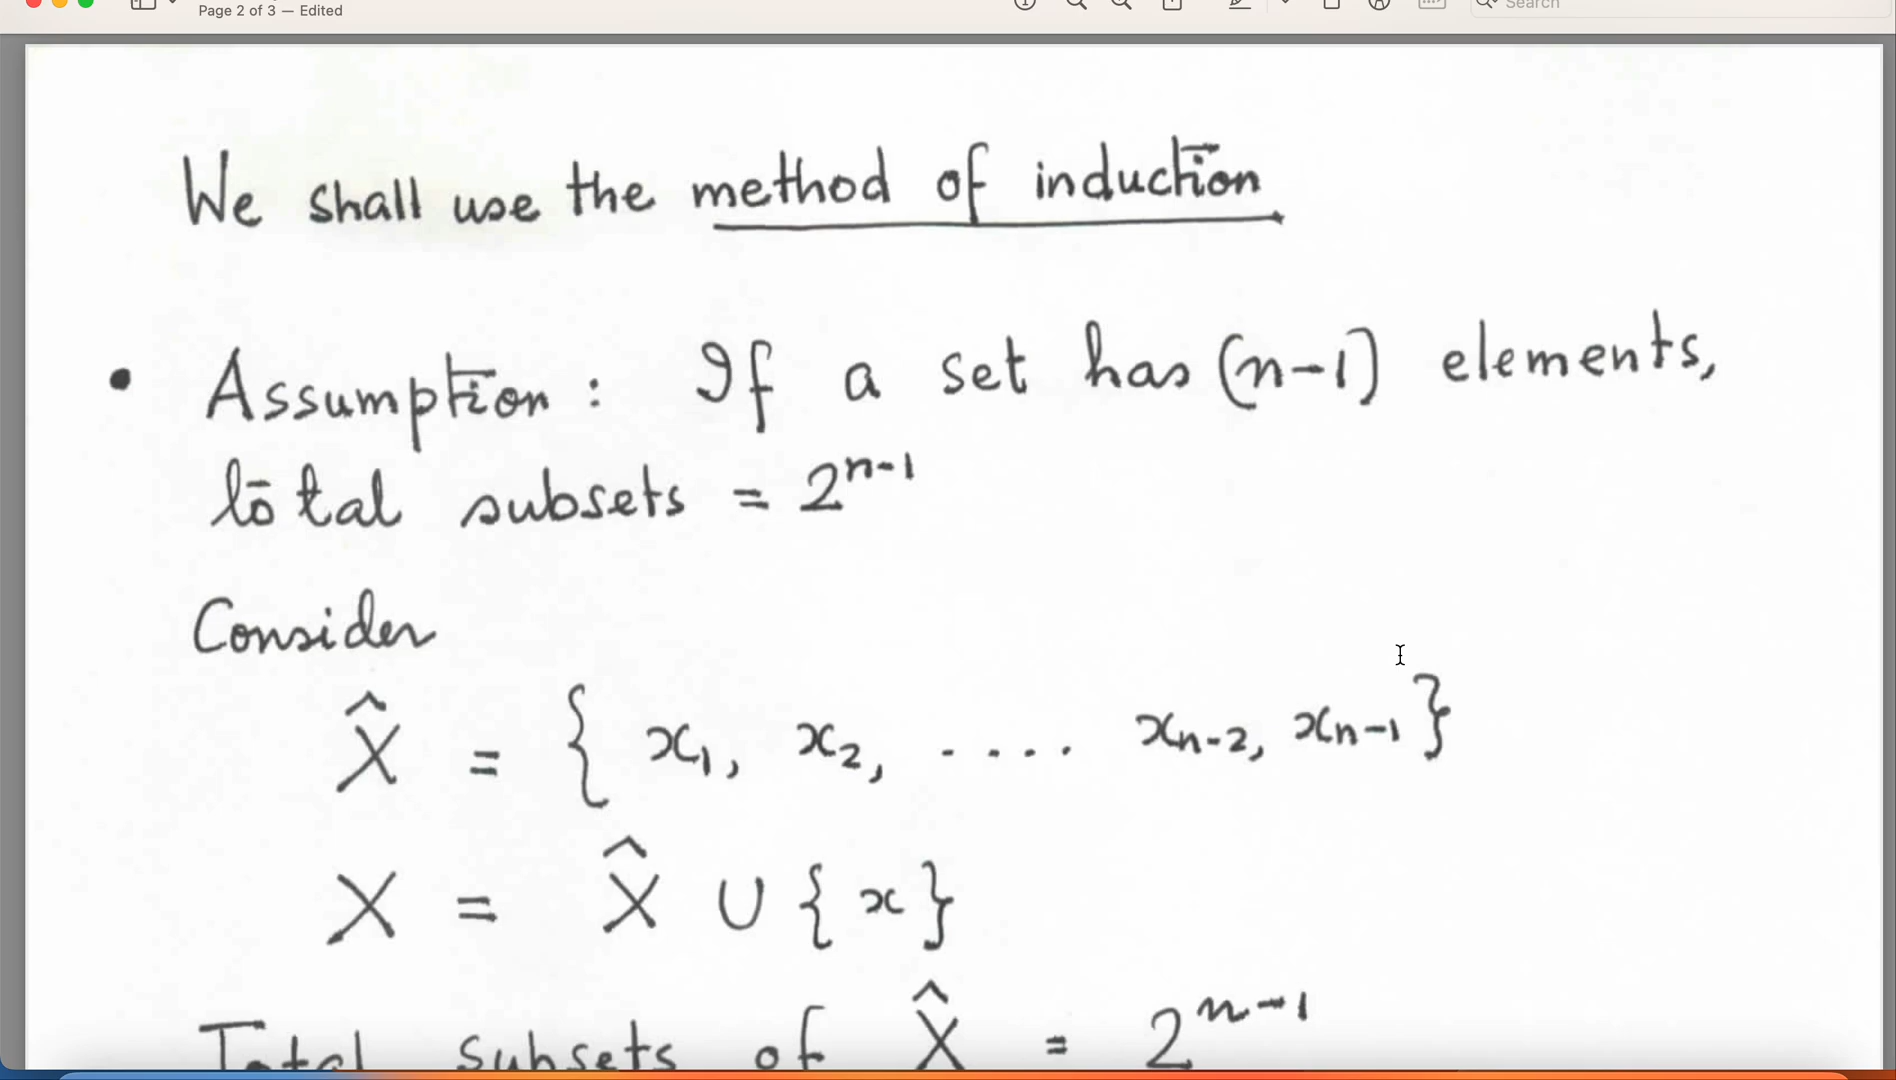 Page 2 of 3 — Edited
Search
We shall use the method of induction
• Assumption : If a set has (n-1) elements,
total subsets = 2^{n-1}
Consider
X̂ = { x₁, x₂, .... xₙ₋₂, xₙ₋₁ }
X = X̂ ∪ { x }
Total subsets of X̂ = 2^{n-1}